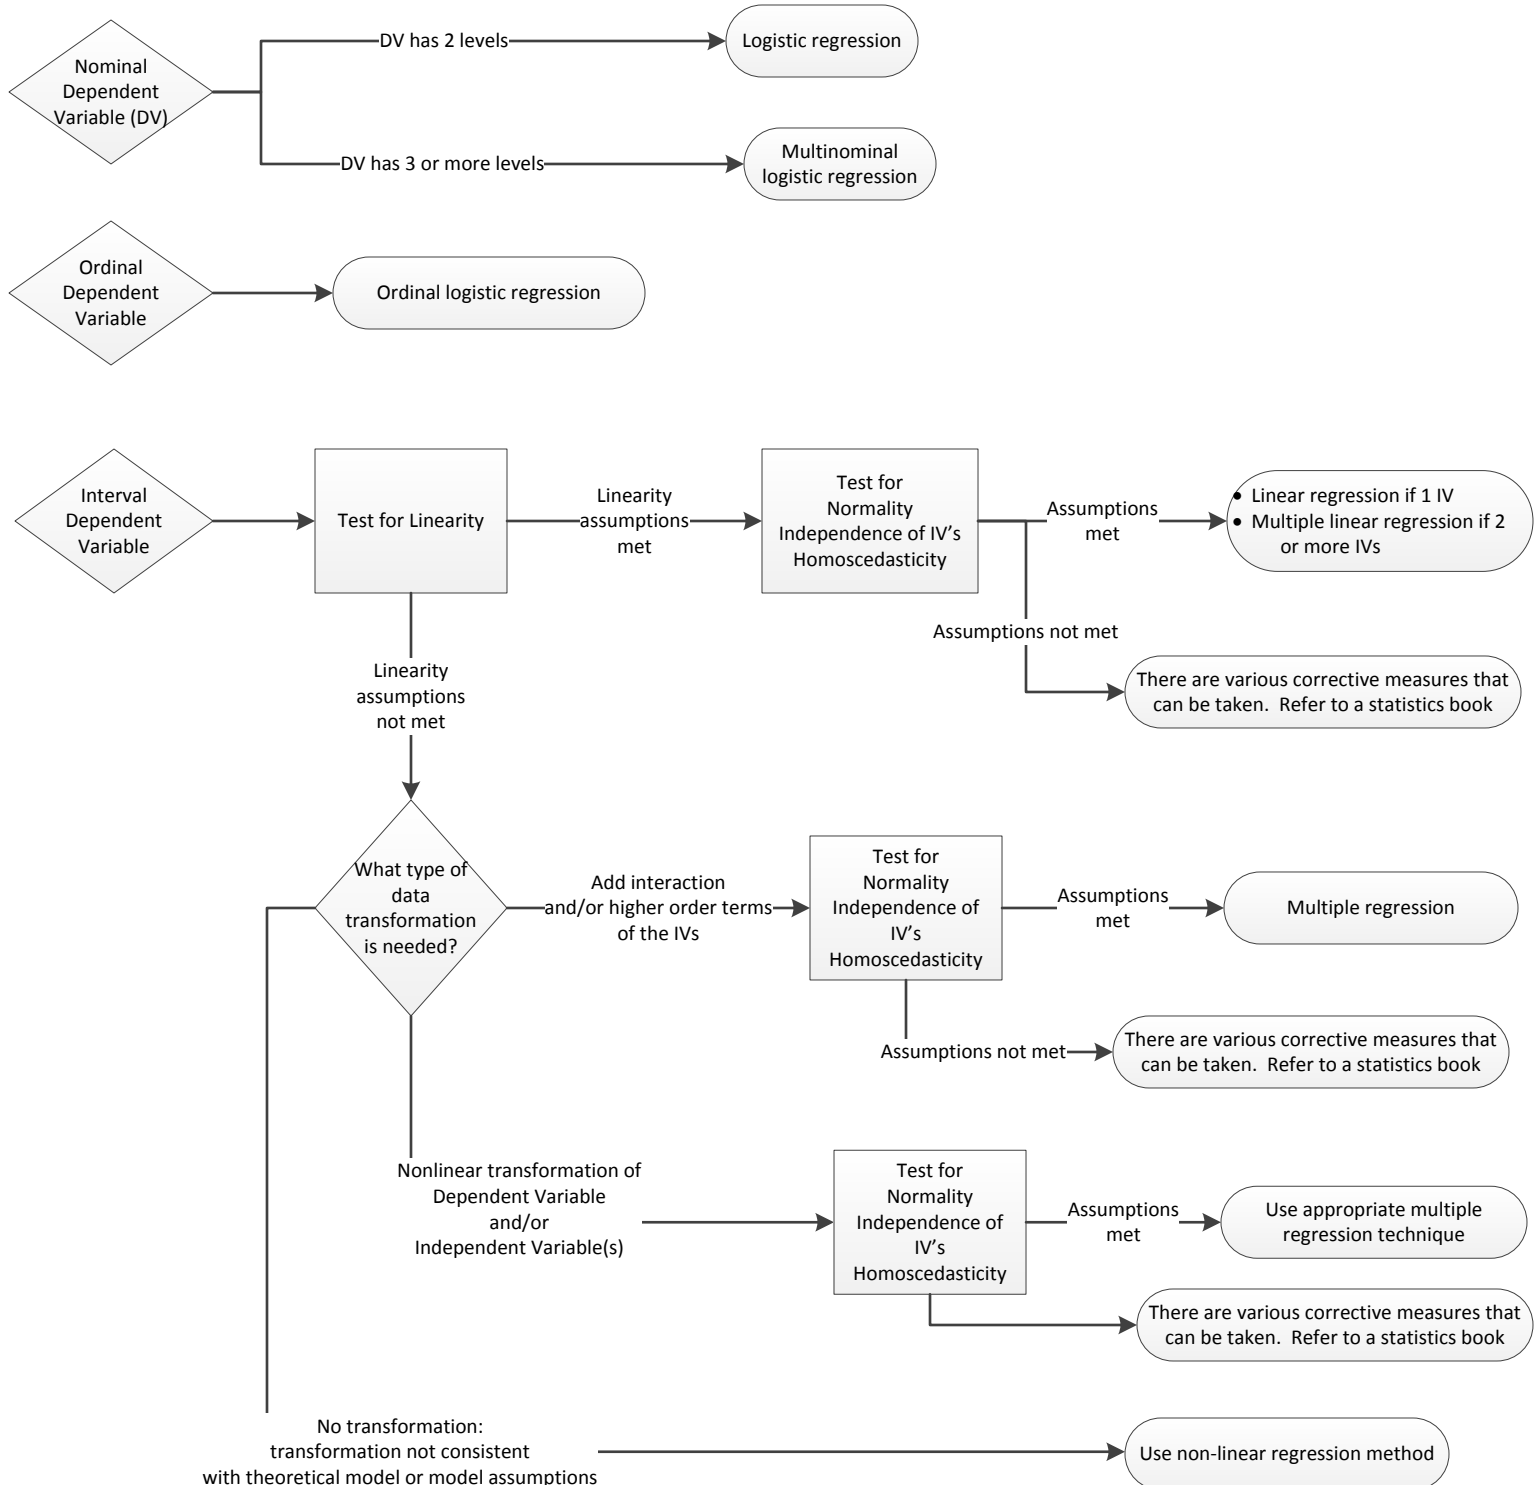 Nominal
Dependent
Variable (DV)
DV has 2 levels
Logistic regression
DV has 3 or more levels
Multinominal
logistic regression
Ordinal
Dependent
Variable
Ordinal logistic regression
Interval
Dependent
Variable
Test for Linearity
Linearity
assumptions
met
Test for
Normality
Independence of IV's
Homoscedasticity
Assumptions
met
• Linear regression if 1 IV
• Multiple linear regression if 2
or more IVs
Assumptions not met
There are various corrective measures that
can be taken.  Refer to a statistics book
Linearity
assumptions
not met
What type of
data
transformation
is needed?
Add interaction
and/or higher order terms
of the IVs
Test for
Normality
Independence of
IV's
Homoscedasticity
Assumptions
met
Multiple regression
Assumptions not met
There are various corrective measures that
can be taken.  Refer to a statistics book
Nonlinear transformation of
Dependent Variable
and/or
Independent Variable(s)
Test for
Normality
Independence of
IV's
Homoscedasticity
Assumptions
met
Use appropriate multiple
regression technique
There are various corrective measures that
can be taken.  Refer to a statistics book
No transformation:
transformation not consistent
with theoretical model or model assumptions
Use non-linear regression method